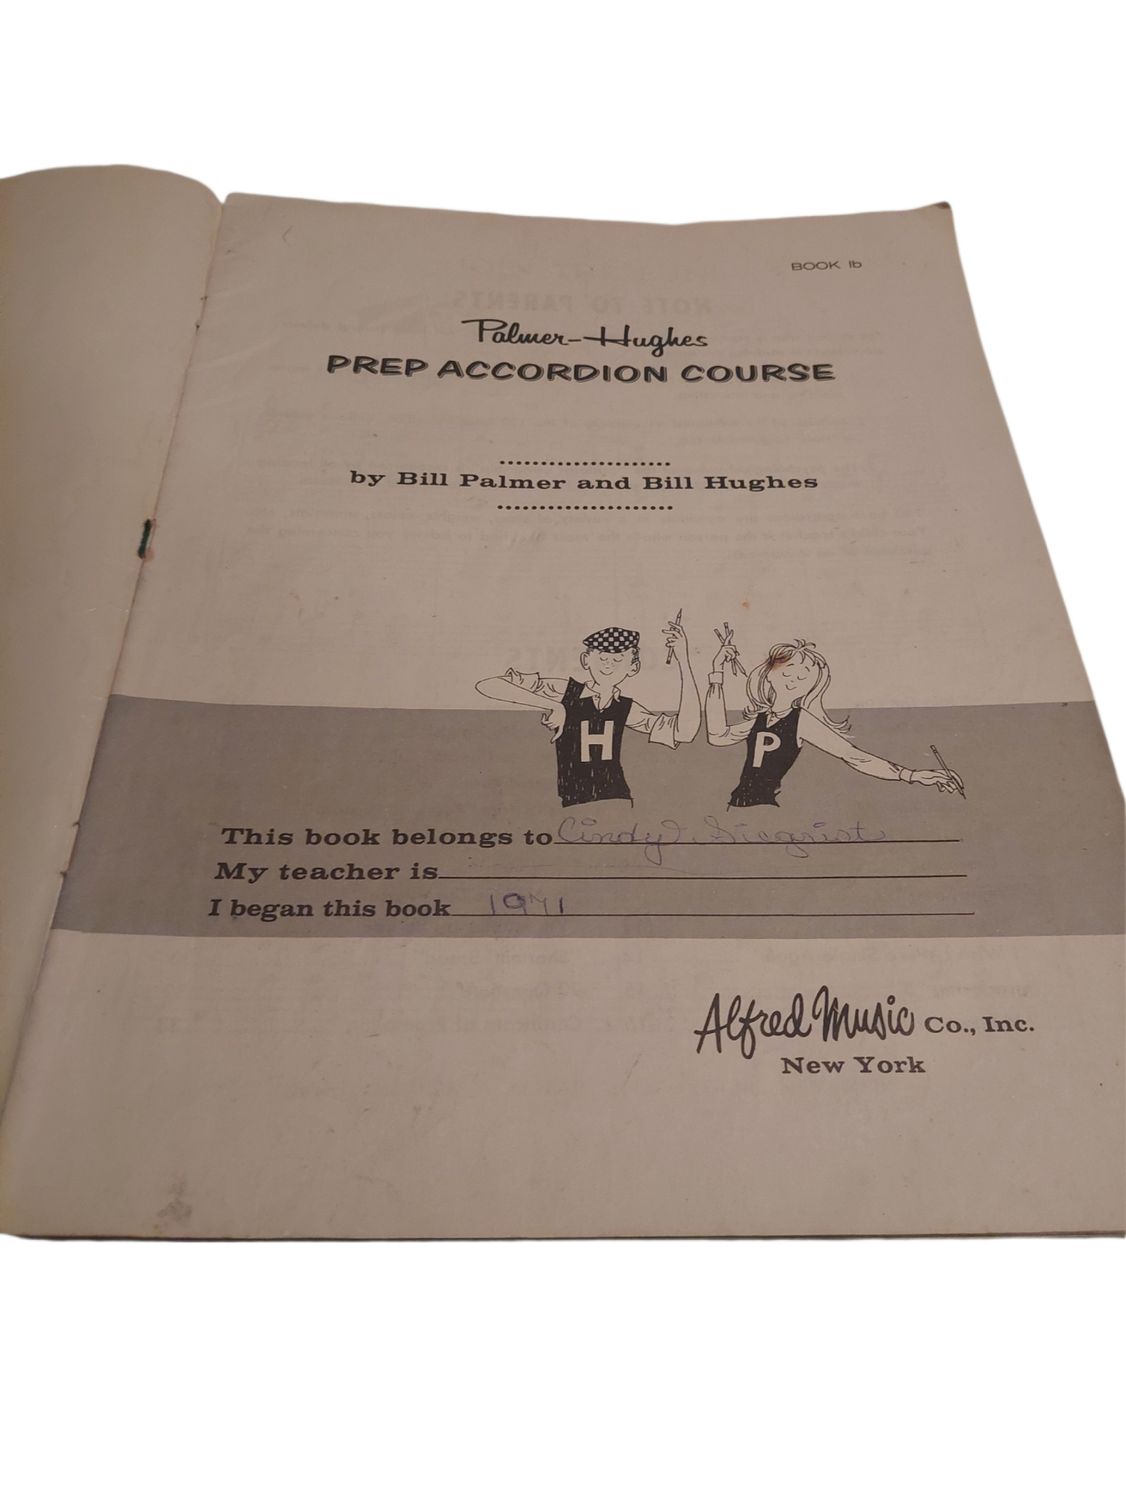 BOOK 1b
Palmer-Hughes
PREP ACCORDION COURSE
by Bill Palmer and Bill Hughes
H P
This book belongs to Cindy Siegrist
My teacher is
I began this book 1971
Alfred Music Co., Inc.
New York